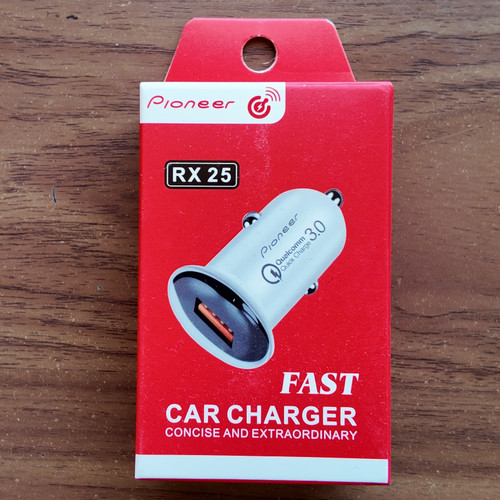 Pioneer
RX 25
Pioneer
Qualcomm
Quick Charge 3.0
FAST
CAR CHARGER
CONCISE AND EXTRAORDINARY